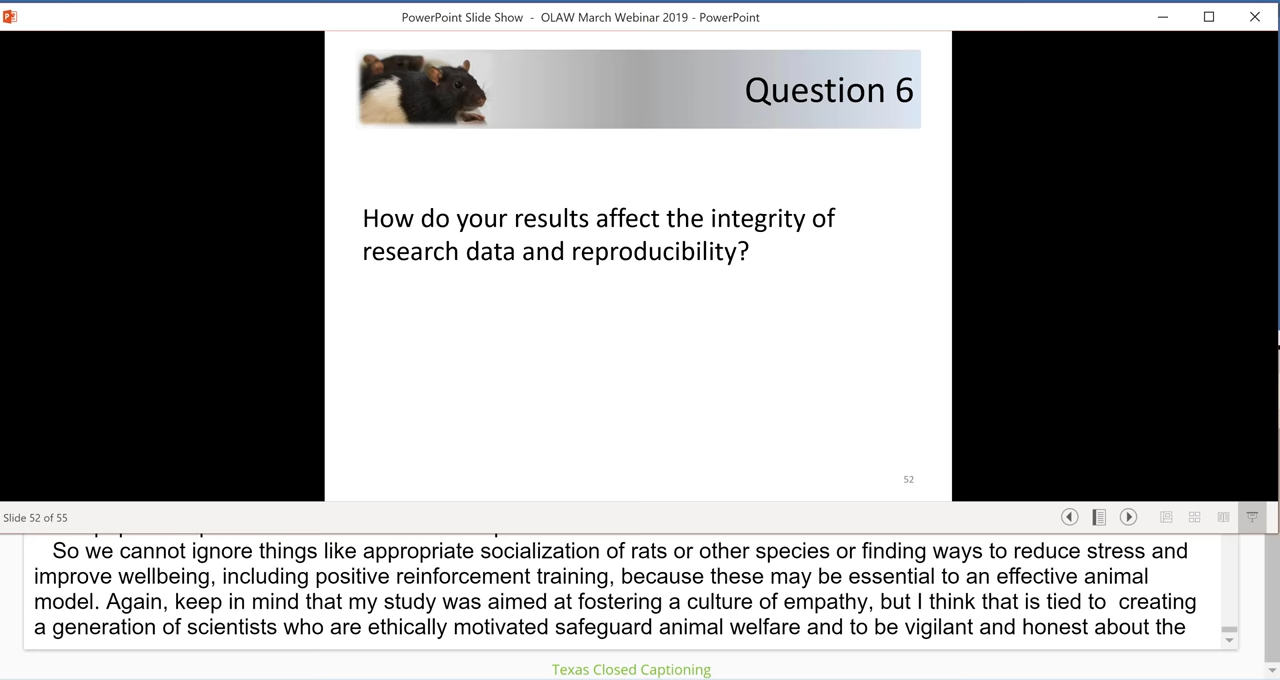 PowerPoint Slide Show - OLAW March Webinar 2019 - PowerPoint
Question 6
How do your results affect the integrity of
research data and reproducibility?
52
Slide 52 of 55
So we cannot ignore things like appropriate socialization of rats or other species or finding ways to reduce stress and
improve wellbeing, including positive reinforcement training, because these may be essential to an effective animal
model. Again, keep in mind that my study was aimed at fostering a culture of empathy, but I think that is tied to  creating
a generation of scientists who are ethically motivated safeguard animal welfare and to be vigilant and honest about the
Texas Closed Captioning